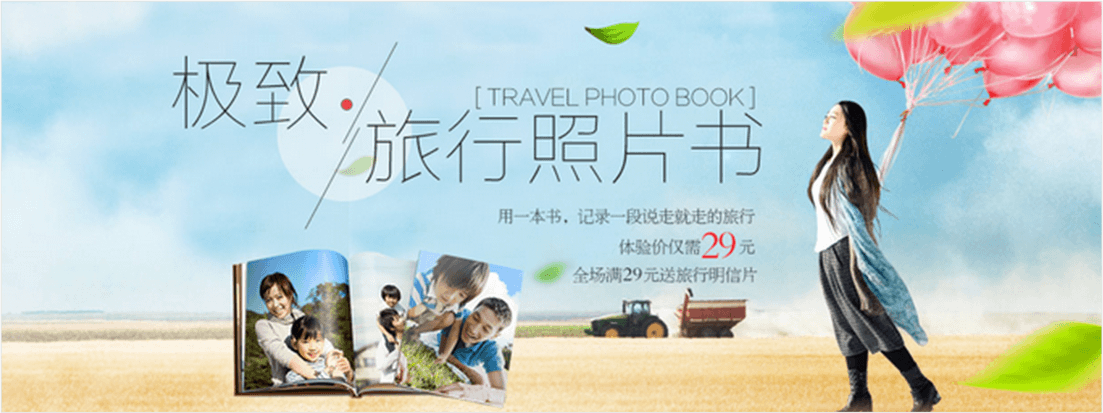 极致·
[ TRAVEL PHOTO BOOK ]
旅行照片书
用一本书，记录一段说走就走的旅行
体验价仅需29元
全场满29元送旅行明信片